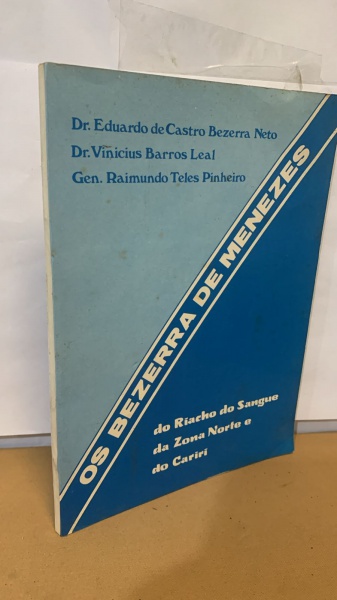 Dr. Eduardo de Castro Bezerra Neto
Dr. Vinicius Barros Leal
Gen. Raimundo Teles Pinheiro
OS BEZERRA DE MENEZES
do Riacho do Sangue
da Zona Norte e
do Cariri